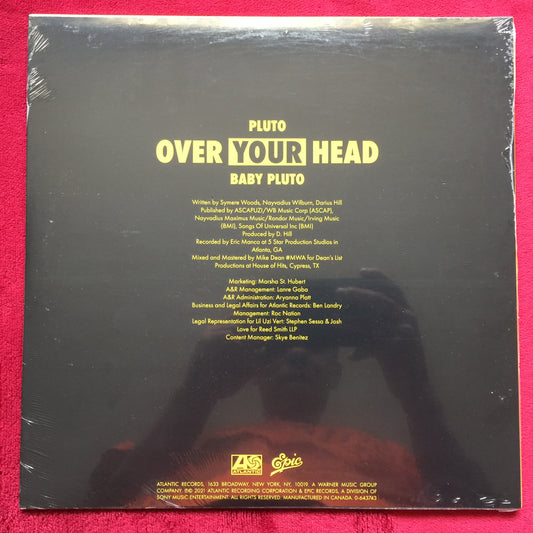 PLUTO
OVER YOUR HEAD
BABY PLUTO
Written by Symere Woods, Nayvadius Wilburn, Darius Hill
Published by ASCAPUZI/WB Music Corp (ASCAP),
Nayvadius Maximus Music/Rondor Music/Irving Music
(BMI), Songs Of Universal Inc (BMI)
Produced by D. Hill
Recorded by Eric Manco at 5 Star Production Studios in
Atlanta, GA
Mixed and Mastered by Mike Dean #MWA for Dean's List
Productions at House of Hits, Cypress, TX
Marketing: Marsha St. Hubert
A&R Management: Lanre Gaba
A&R Administration: Aryanna Platt
Business and Legal Affairs for Atlantic Records: Ben Landry
Management: Roc Nation
Legal Representation for Lil Uzi Vert: Stephen Sessa & Josh
Love for Reed Smith LLP
Content Manager: Skye Benitez
ATLANTIC
Epic
ATLANTIC RECORDS, 1633 BROADWAY, NEW YORK, NY, 10019. A WARNER MUSIC GROUP
COMPANY. ℗© 2021 ATLANTIC RECORDING CORPORATION & EPIC RECORDS, A DIVISION OF
SONY MUSIC ENTERTAINMENT. ALL RIGHTS RESERVED. MANUFACTURED IN CANADA. 0-643743